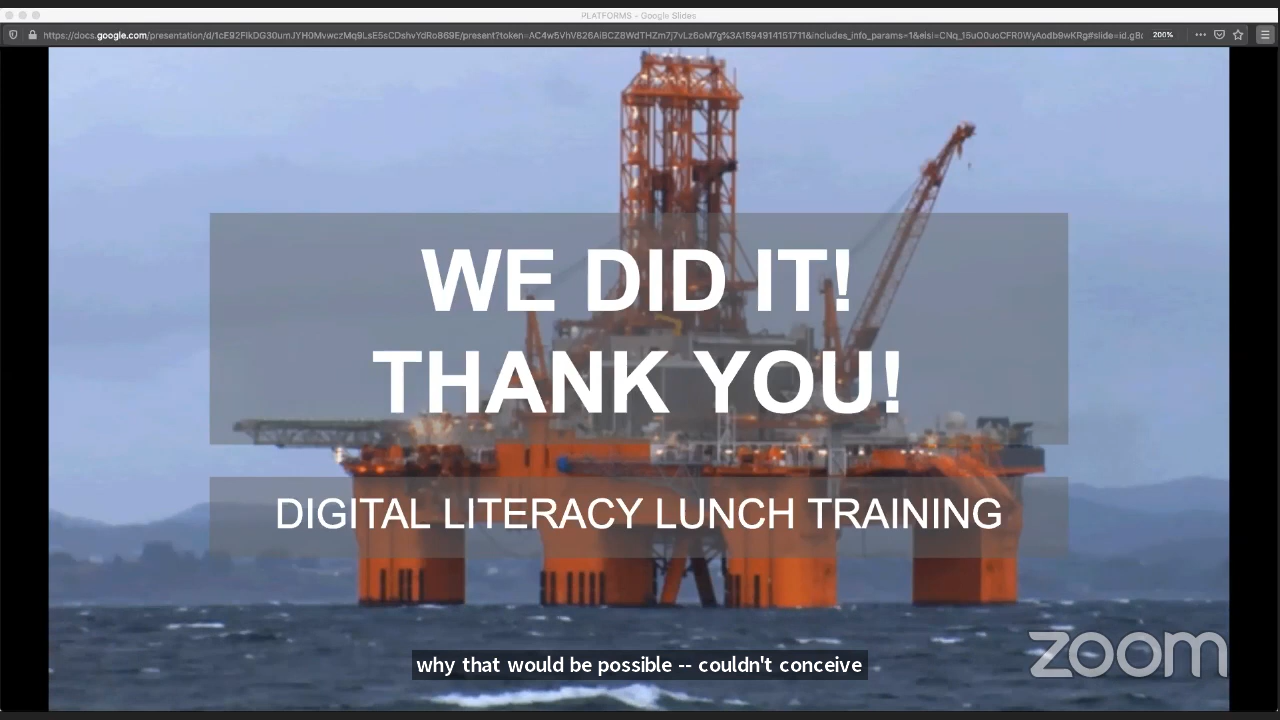 PLATFORMS - Google Slides
200%
WE DID IT!
THANK YOU!
DIGITAL LITERACY LUNCH TRAINING
why that would be possible -- couldn't conceive
zoom